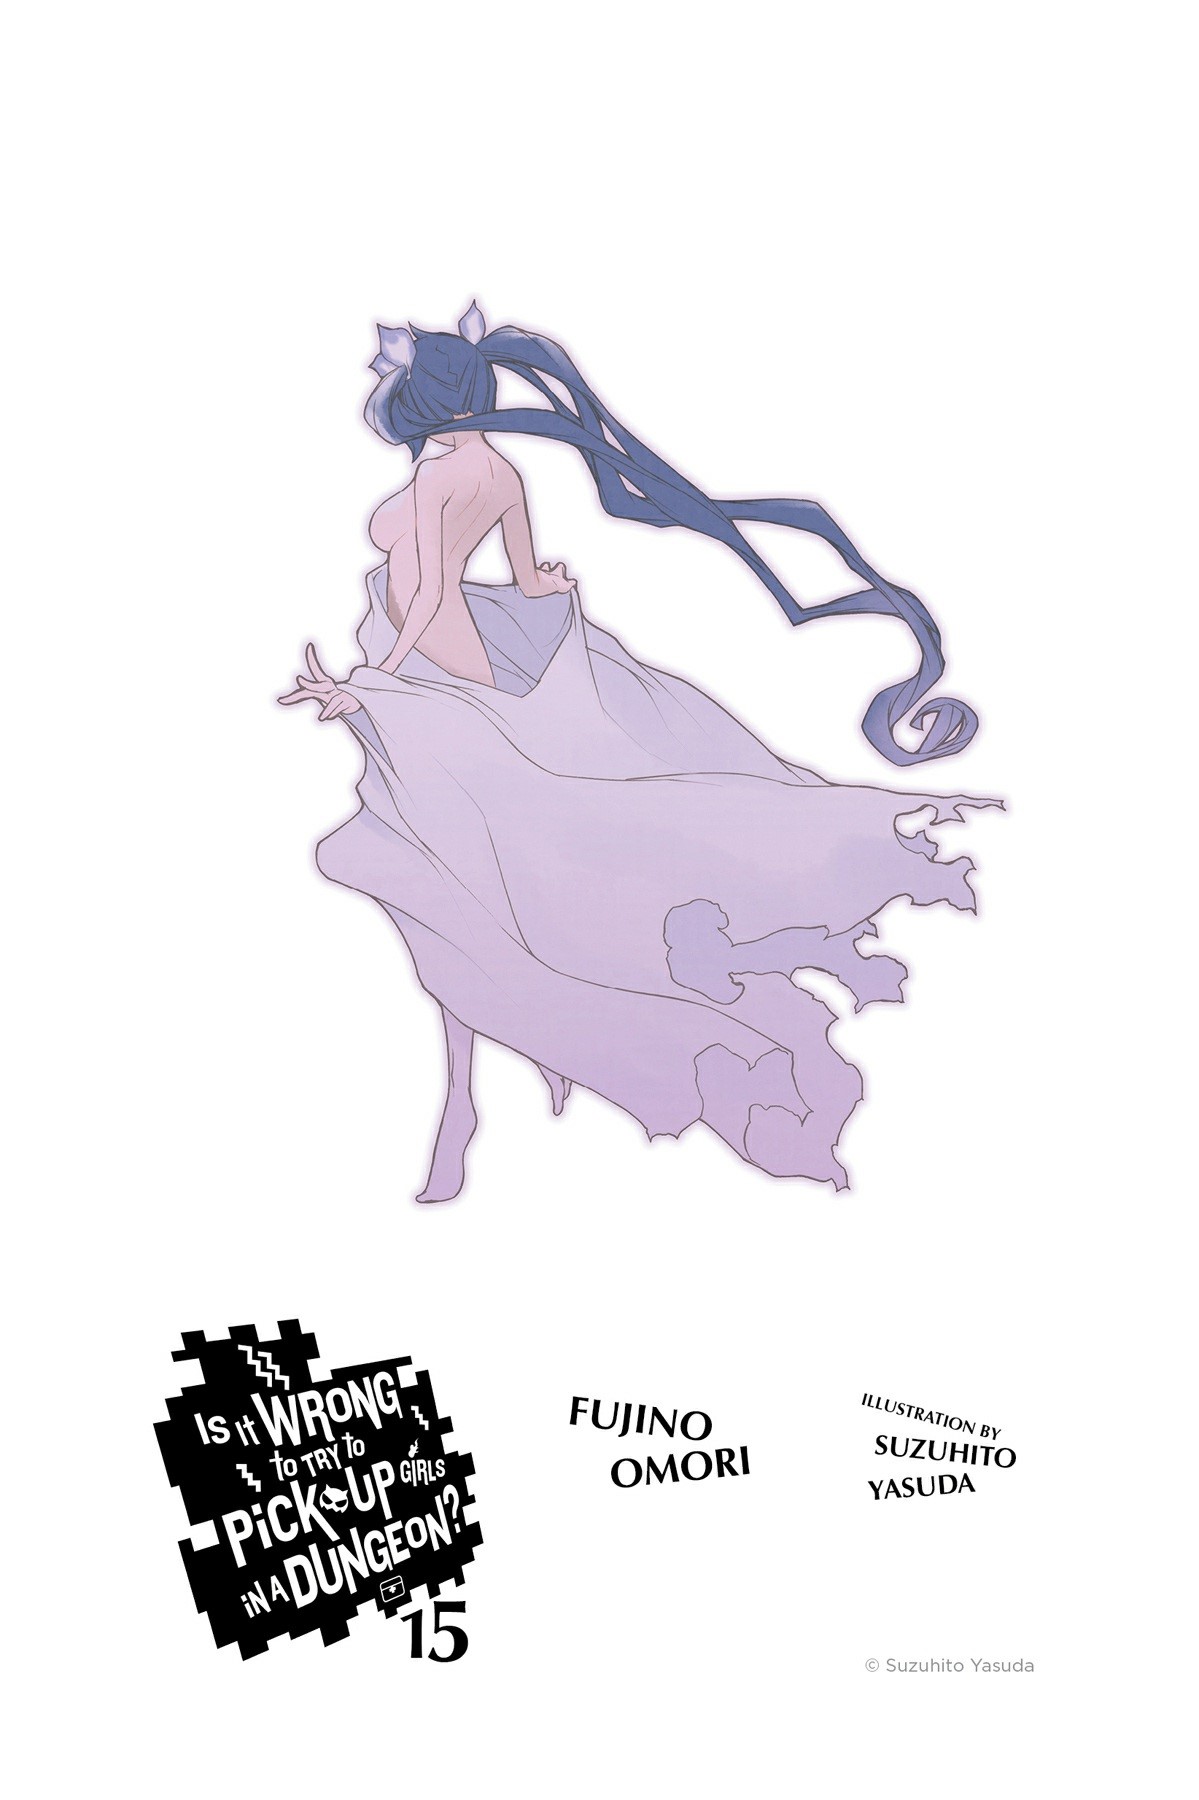 Is It WRONG
to TRY to
PiCK UP GIRLS
iN A DUNGEON?
15
FUJINO
OMORI
ILLUSTRATION BY
SUZUHITO
YASUDA
© Suzuhito Yasuda